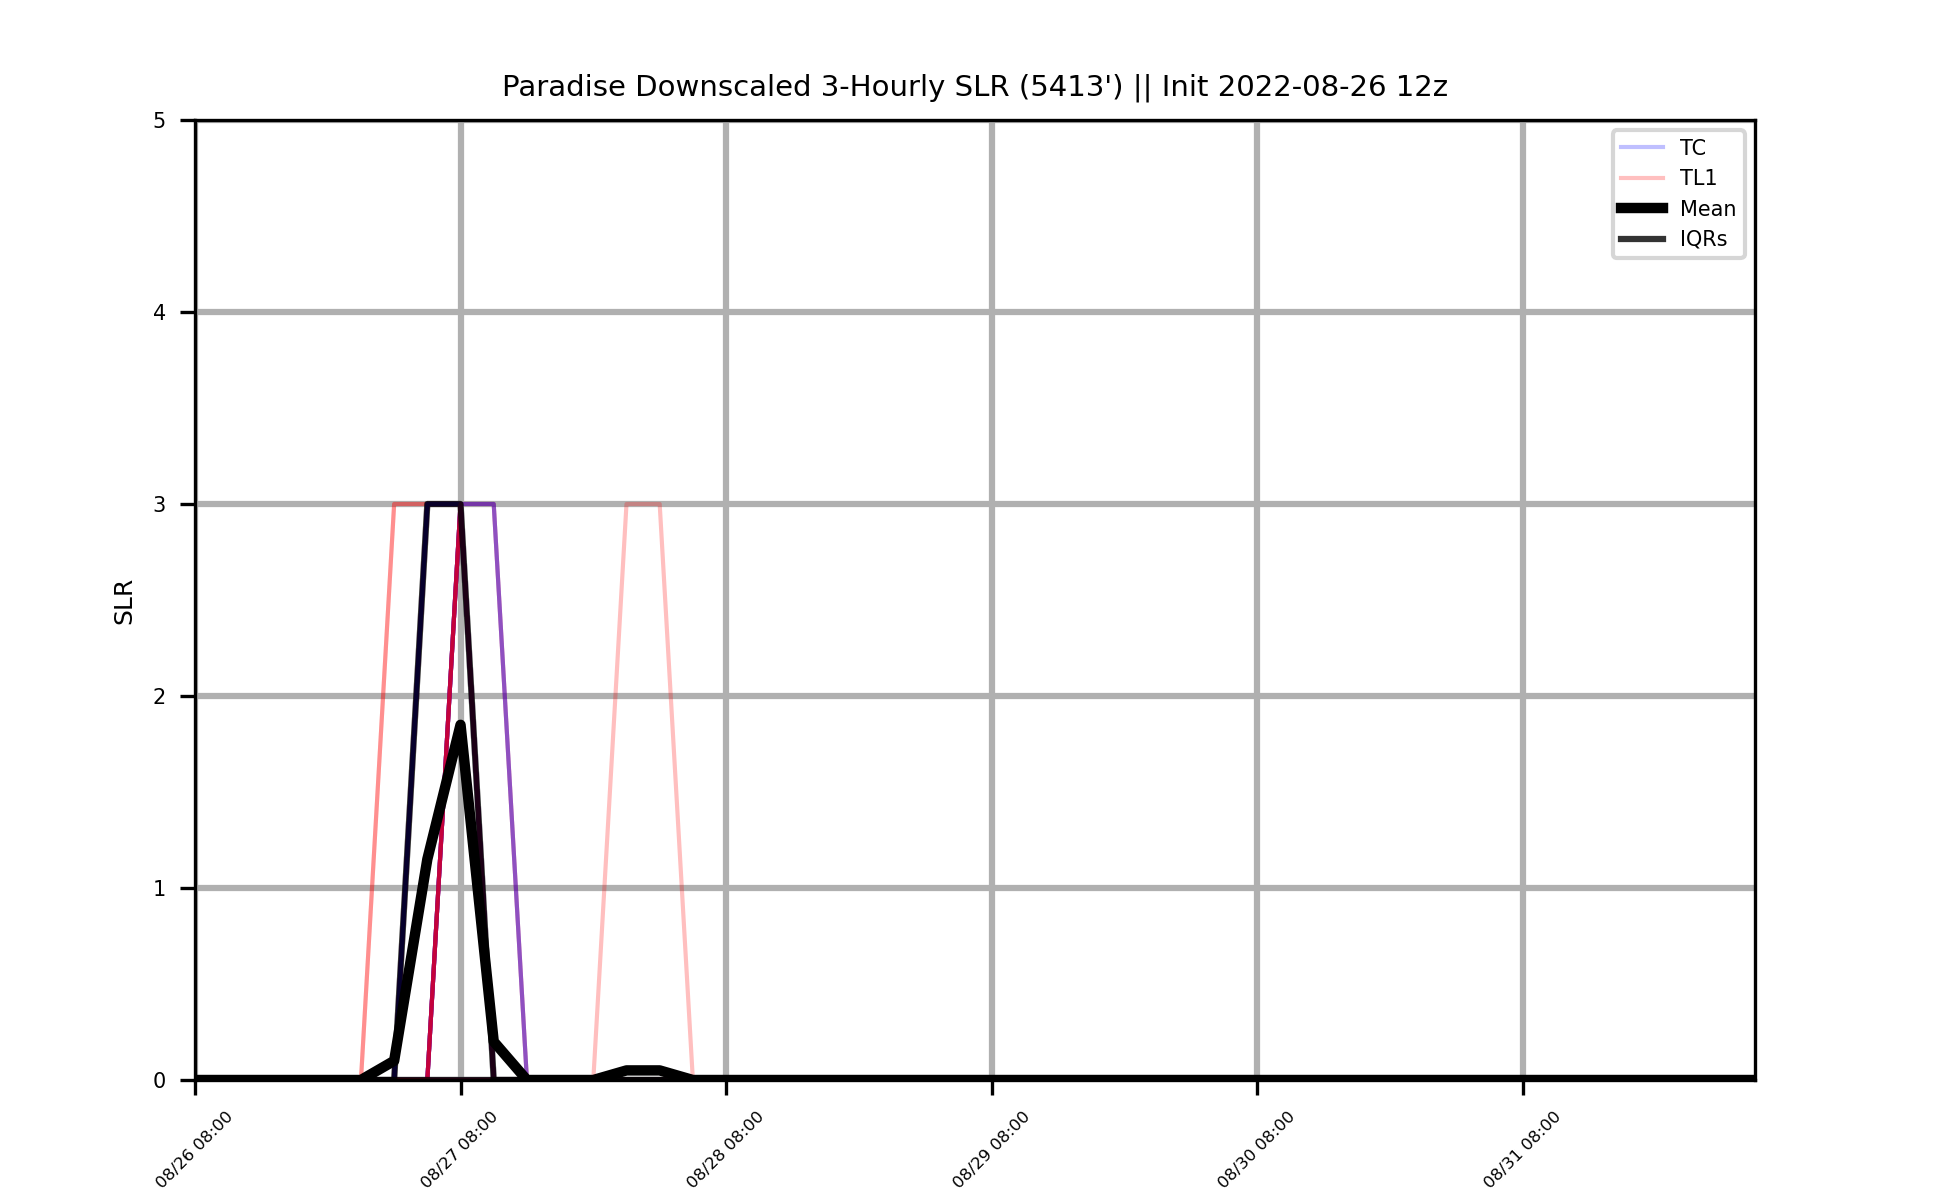 Paradise Downscaled 3-Hourly SLR (5413') || Init 2022-08-26 12z
5
4
3
2
1
0
SLR
TC
TL1
Mean
IQRs
08/26 08:00
08/27 08:00
08/28 08:00
08/29 08:00
08/30 08:00
08/31 08:00